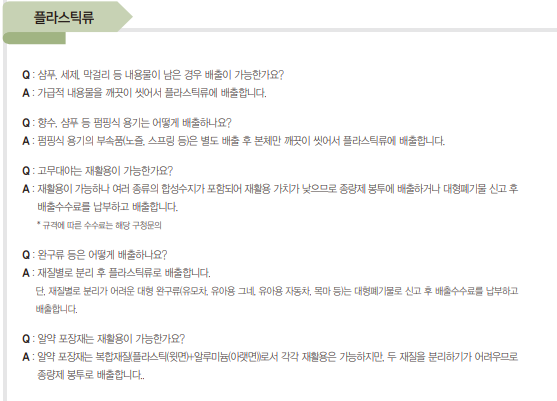 플라스틱류
Q : 샴푸, 세제, 막걸리 등 내용물이 남은 경우 배출이 가능한가요?
A : 가급적 내용물을 깨끗이 씻어서 플라스틱류에 배출합니다.
Q : 향수, 샴푸 등 펌핑식 용기는 어떻게 배출하나요?
A : 펌핑식 용기의 부속품(노즐, 스프링 등)은 별도 배출 후 본체만 깨끗이 씻어서 플라스틱류에 배출합니다.
Q : 고무대야는 재활용이 가능한가요?
A : 재활용이 가능하나 여러 종류의 합성수지가 포함되어 재활용 가치가 낮으므로 종량제 봉투에 배출하거나 대형폐기물 신고 후
배출수수료를 납부하고 배출합니다.
* 규격에 따른 수수료는 해당 구청문의
Q : 완구류 등은 어떻게 배출하나요?
A : 재질별로 분리 후 플라스틱류로 배출합니다.
단, 재질별로 분리가 어려운 대형 완구류(유모차, 유아용 그네, 유아용 자동차, 목마 등)는 대형폐기물로 신고 후 배출수수료를 납부하고
배출합니다.
Q : 알약 포장재는 재활용이 가능한가요?
A : 알약 포장재는 복합재질(플라스틱(윗면)+알루미늄(아랫면))로서 각각 재활용은 가능하지만, 두 재질을 분리하기가 어려우므로
종량제 봉투로 배출합니다..